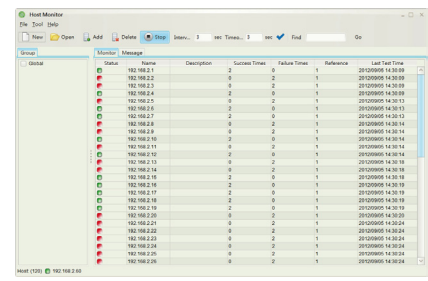 Host Monitor
File Tool Help
New Open Add Delete Stop Interv... 3 sec Timeo... 3 sec Find Go
Group Monitor Message
Global
Status Name Description Success Times Failure Times Reference Last Test Time
192.168.2.1 2 0 1 2012/09/05 14:30:09
192.168.2.2 0 2 1 2012/09/05 14:30:09
192.168.2.3 2 0 1 2012/09/05 14:30:09
192.168.2.4 2 0 1 2012/09/05 14:30:09
192.168.2.5 0 2 1 2012/09/05 14:30:13
192.168.2.6 2 0 1 2012/09/05 14:30:13
192.168.2.7 2 0 1 2012/09/05 14:30:13
192.168.2.8 0 2 1 2012/09/05 14:30:14
192.168.2.9 0 2 1 2012/09/05 14:30:14
192.168.2.10 0 2 1 2012/09/05 14:30:14
192.168.2.11 0 2 1 2012/09/05 14:30:14
192.168.2.12 2 0 1 2012/09/05 14:30:14
192.168.2.13 0 2 1 2012/09/05 14:30:18
192.168.2.14 0 2 1 2012/09/05 14:30:18
192.168.2.15 2 0 1 2012/09/05 14:30:18
192.168.2.16 2 0 1 2012/09/05 14:30:19
192.168.2.17 2 0 1 2012/09/05 14:30:19
192.168.2.18 2 0 1 2012/09/05 14:30:19
192.168.2.19 2 0 1 2012/09/05 14:30:19
192.168.2.20 0 2 1 2012/09/05 14:30:20
192.168.2.21 0 2 1 2012/09/05 14:30:24
192.168.2.22 0 2 1 2012/09/05 14:30:24
192.168.2.23 0 2 1 2012/09/05 14:30:24
192.168.2.24 0 2 1 2012/09/05 14:30:24
192.168.2.25 0 2 1 2012/09/05 14:30:24
192.168.2.26 0 2 1 2012/09/05 14:30:24
Host (120) 192.168.2.60